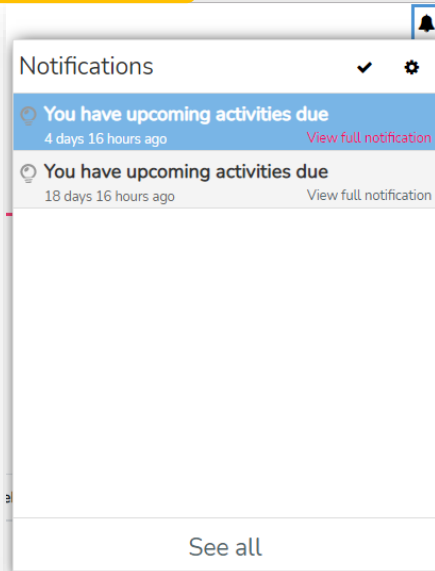 Notifications
You have upcoming activities due
4 days 16 hours ago View full notification
You have upcoming activities due
18 days 16 hours ago View full notification
See all